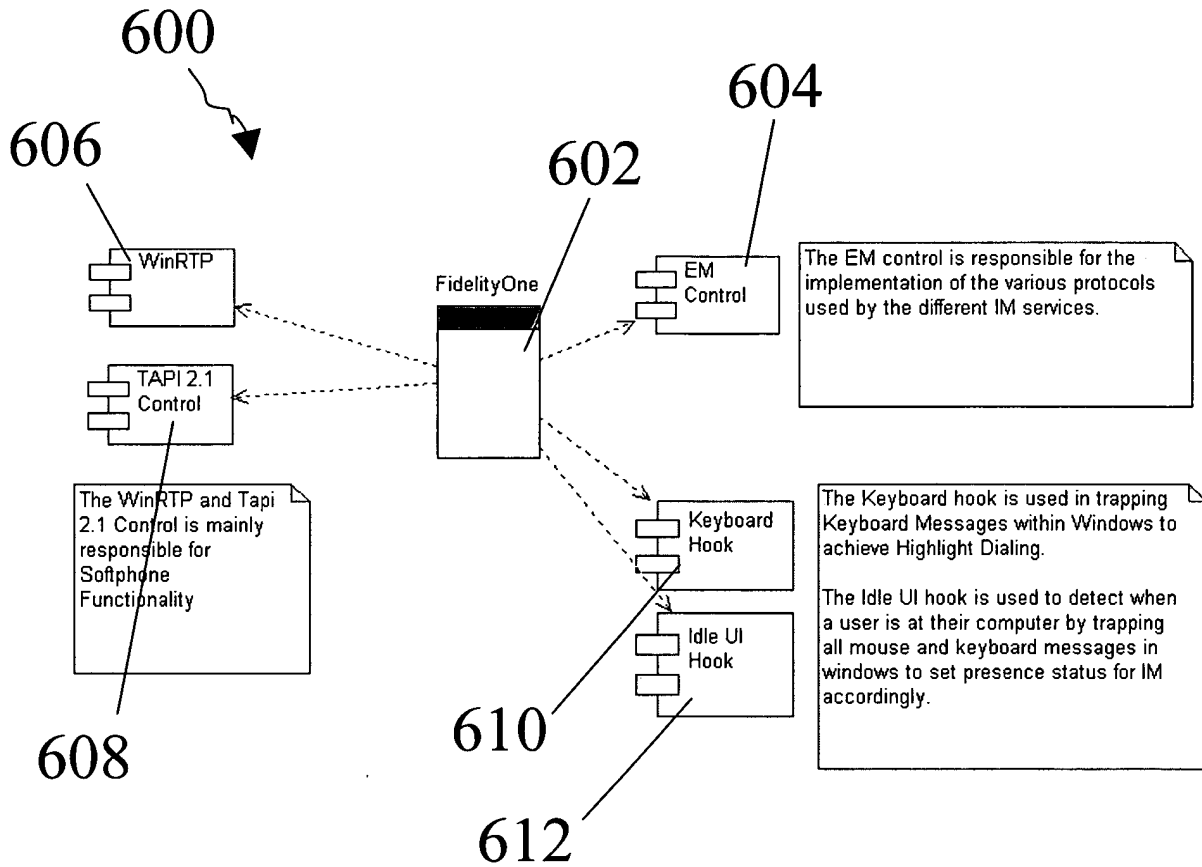 600
604
606
602
WinRTP
FidelityOne
EM
Control
The EM control is responsible for the
implementation of the various protocols
used by the different IM services.
TAPI 2.1
Control
The WinRTP and Tapi
2.1 Control is mainly
responsible for
Softphone
Functionality
Keyboard
Hook
The Keyboard hook is used in trapping
Keyboard Messages within Windows to
achieve Highlight Dialing.
Idle UI
Hook
The Idle UI hook is used to detect when
a user is at their computer by trapping
all mouse and keyboard messages in
windows to set presence status for IM
accordingly.
608
610
612